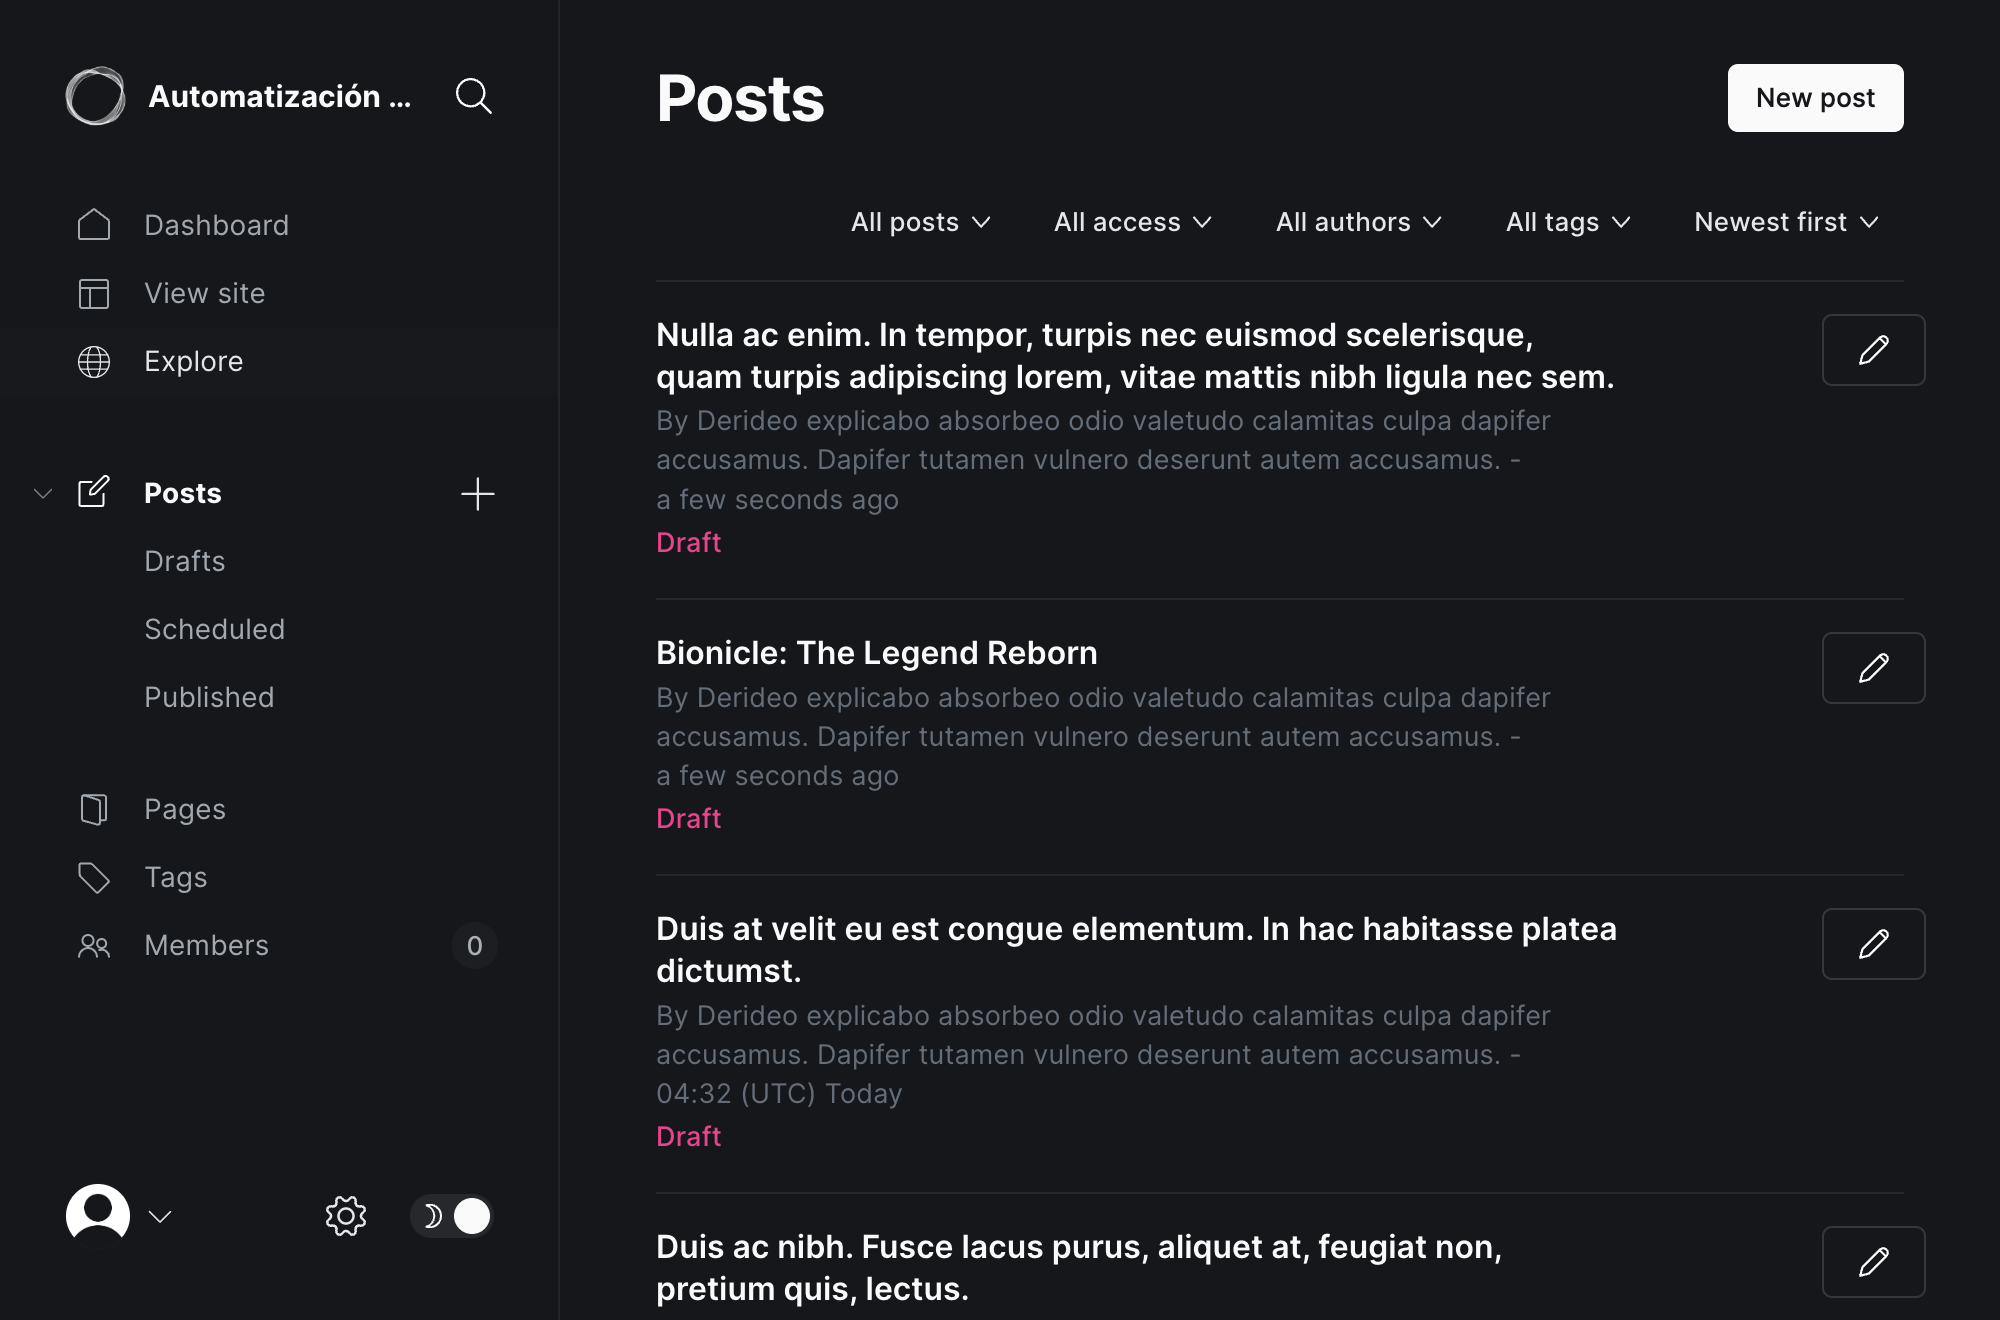 Automatización ...
Dashboard
View site
Explore
Posts
Drafts
Scheduled
Published
Pages
Tags
Members
0
Posts
New post
All posts
All access
All authors
All tags
Newest first
Nulla ac enim. In tempor, turpis nec euismod scelerisque,
quam turpis adipiscing lorem, vitae mattis nibh ligula nec sem.
By Derideo explicabo absorbeo odio valetudo calamitas culpa dapifer
accusamus. Dapifer tutamen vulnero deserunt autem accusamus. -
a few seconds ago
Draft
Bionicle: The Legend Reborn
By Derideo explicabo absorbeo odio valetudo calamitas culpa dapifer
accusamus. Dapifer tutamen vulnero deserunt autem accusamus. -
a few seconds ago
Draft
Duis at velit eu est congue elementum. In hac habitasse platea
dictumst.
By Derideo explicabo absorbeo odio valetudo calamitas culpa dapifer
accusamus. Dapifer tutamen vulnero deserunt autem accusamus. -
04:32 (UTC) Today
Draft
Duis ac nibh. Fusce lacus purus, aliquet at, feugiat non,
pretium quis, lectus.